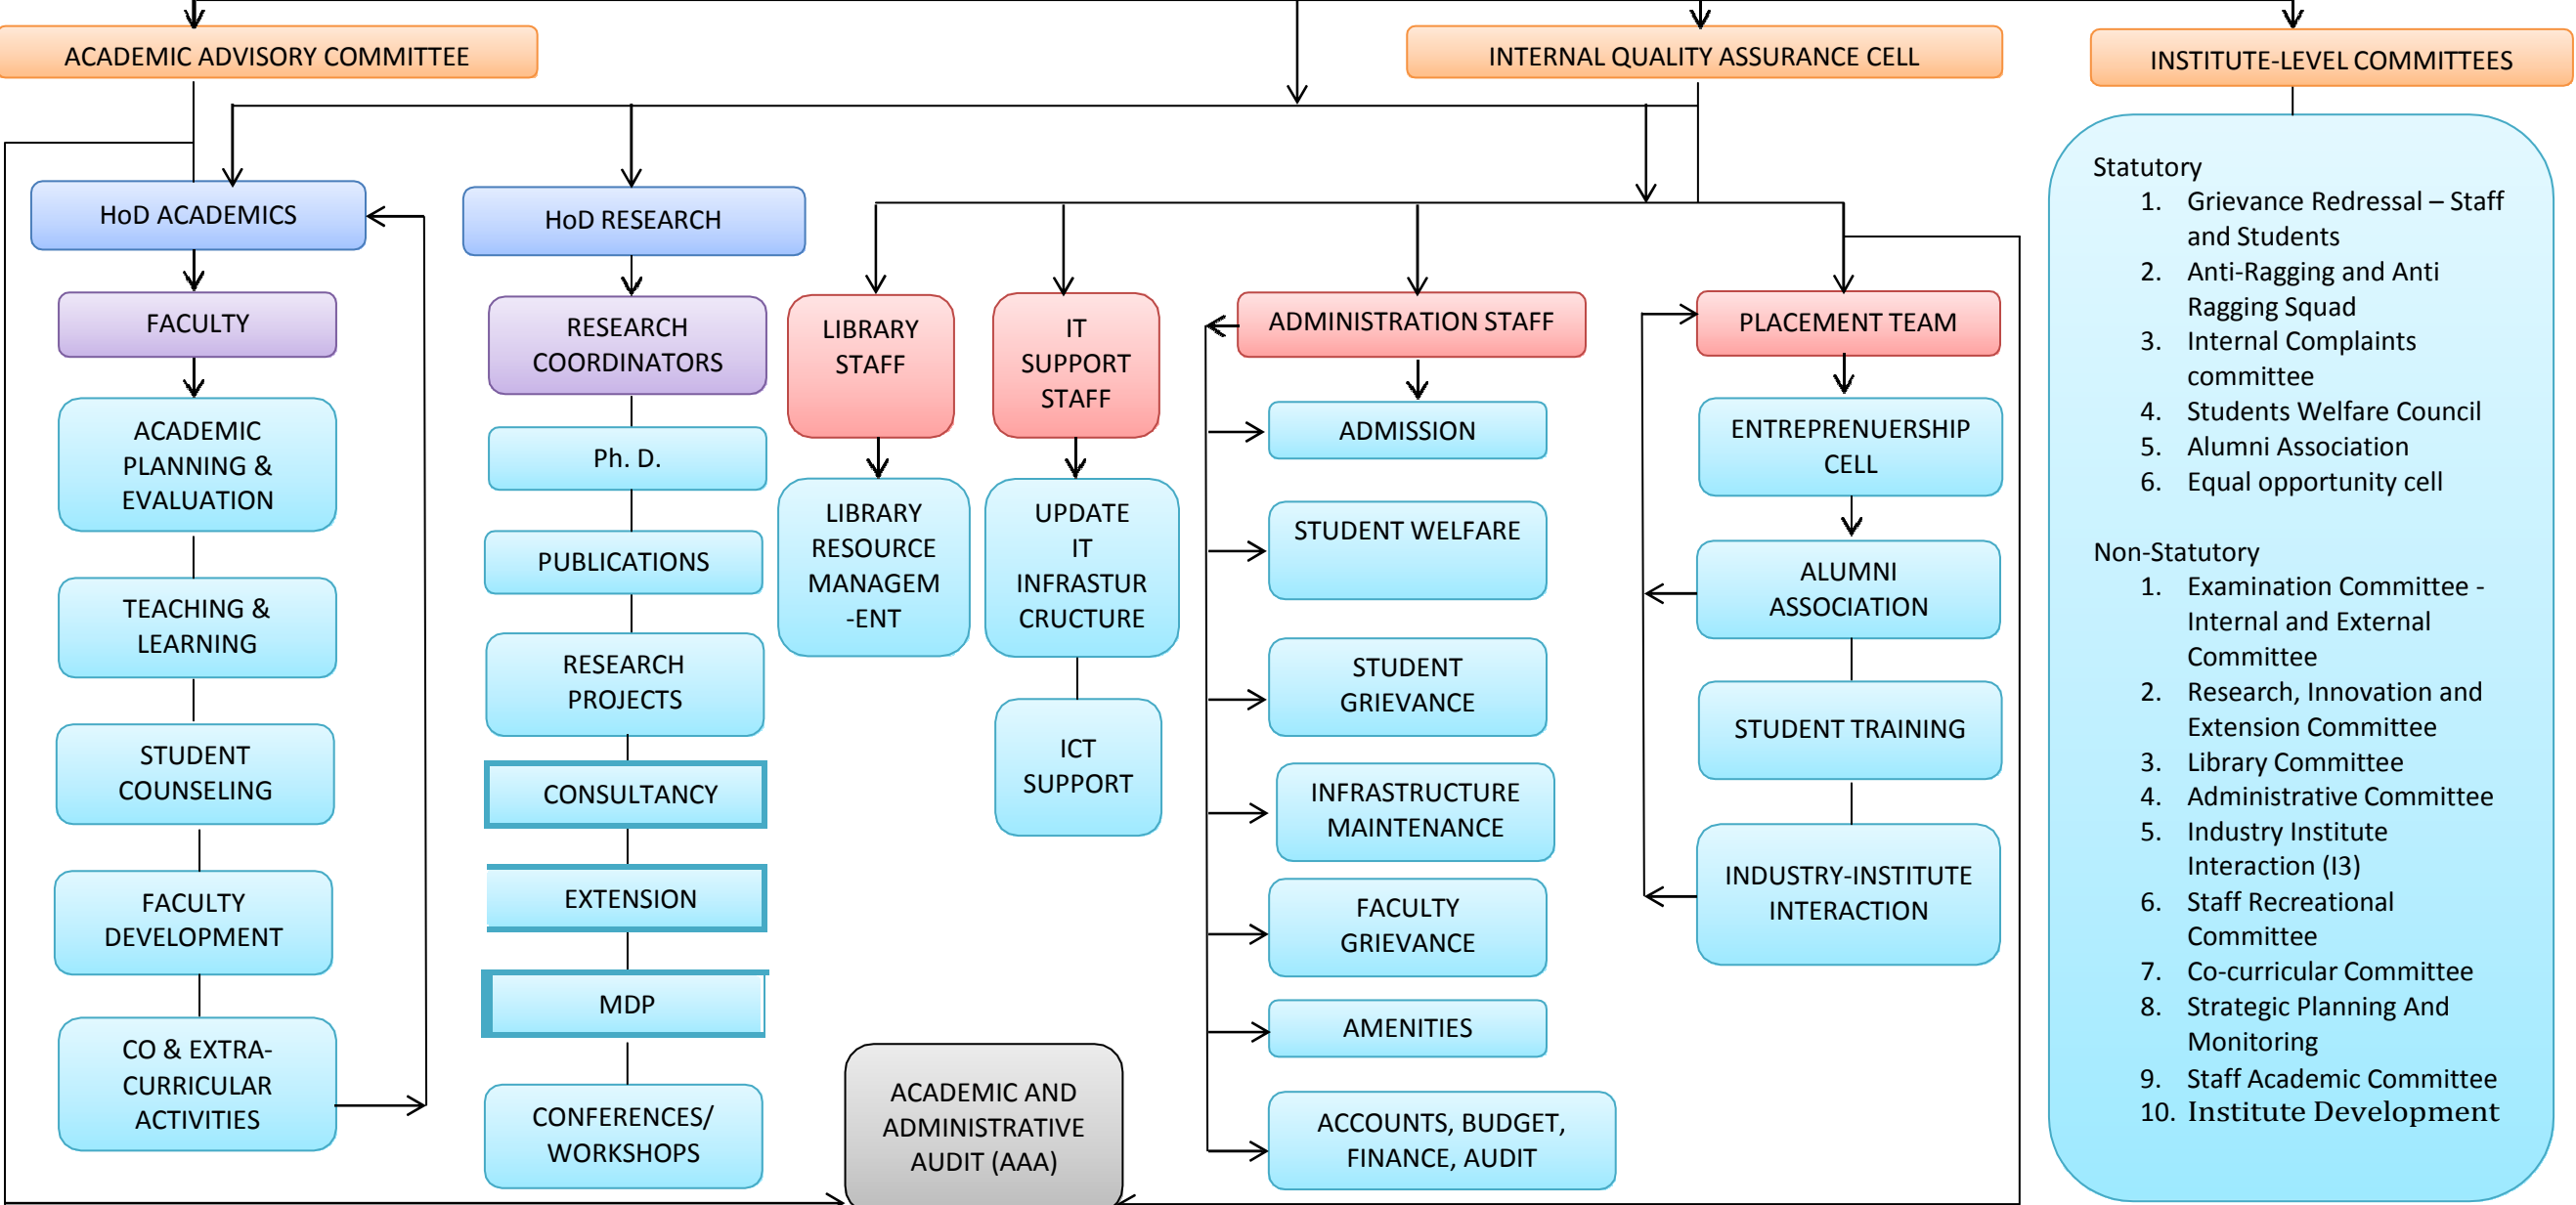 ACADEMIC ADVISORY COMMITTEE
INTERNAL QUALITY ASSURANCE CELL
INSTITUTE-LEVEL COMMITTEES
HoD ACADEMICS
FACULTY
ACADEMIC
PLANNING &
EVALUATION
TEACHING &
LEARNING
STUDENT
COUNSELING
FACULTY
DEVELOPMENT
CO & EXTRA-
CURRICULAR
ACTIVITIES
HoD RESEARCH
RESEARCH
COORDINATORS
Ph. D.
PUBLICATIONS
RESEARCH
PROJECTS
CONSULTANCY
EXTENSION
MDP
CONFERENCES/
WORKSHOPS
LIBRARY
STAFF
LIBRARY
RESOURCE
MANAGEM
-ENT
IT
SUPPORT
STAFF
UPDATE
IT
INFRASTUR
CRUCTURE
ICT
SUPPORT
ACADEMIC AND
ADMINISTRATIVE
AUDIT (AAA)
ADMINISTRATION STAFF
ADMISSION
STUDENT WELFARE
STUDENT
GRIEVANCE
INFRASTRUCTURE
MAINTENANCE
FACULTY
GRIEVANCE
AMENITIES
ACCOUNTS, BUDGET,
FINANCE, AUDIT
PLACEMENT TEAM
ENTREPRENUERSHIP
CELL
ALUMNI
ASSOCIATION
STUDENT TRAINING
INDUSTRY-INSTITUTE
INTERACTION
Statutory
1. Grievance Redressal – Staff
and Students
2. Anti-Ragging and Anti
Ragging Squad
3. Internal Complaints
committee
4. Students Welfare Council
5. Alumni Association
6. Equal opportunity cell
Non-Statutory
1. Examination Committee -
Internal and External
Committee
2. Research, Innovation and
Extension Committee
3. Library Committee
4. Administrative Committee
5. Industry Institute
Interaction (I3)
6. Staff Recreational
Committee
7. Co-curricular Committee
8. Strategic Planning And
Monitoring
9. Staff Academic Committee
10. Institute Development